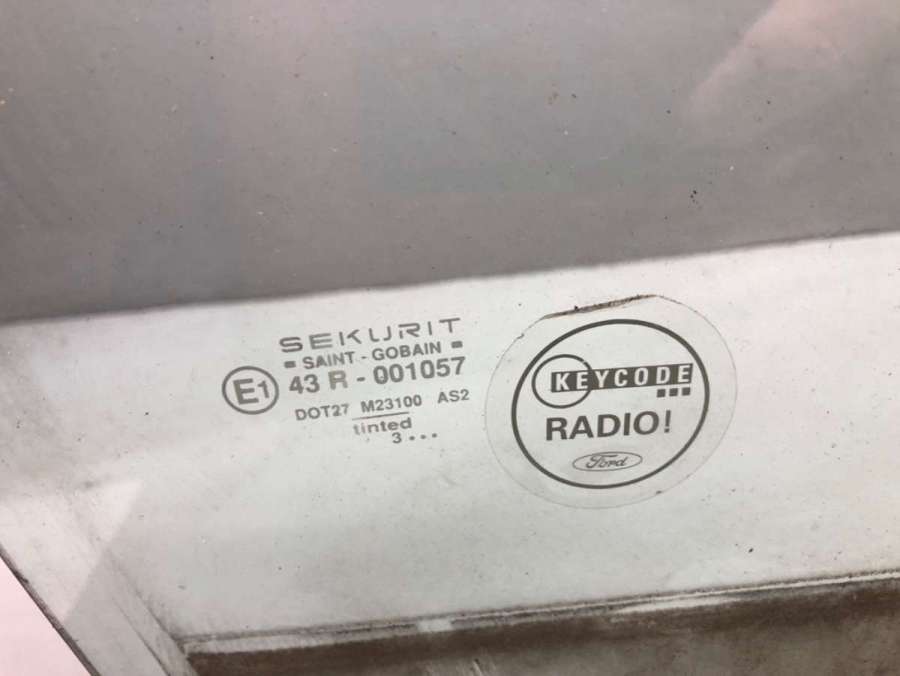 SEKURIT
SAINT - GOBAIN
E1 43 R - 001057
DOT27 M23100 AS2
tinted
3...
KEYCODE
RADIO!
Ford